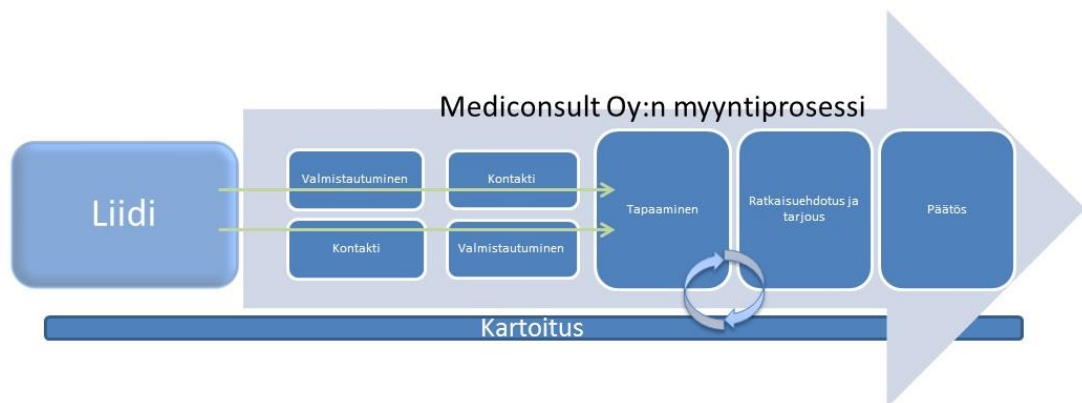 Mediconsult Oy:n myyntiprosessi
Liidi
Valmistautuminen
Kontakti
Kontakti
Valmistautuminen
Tapaaminen
Ratkaisuehdotus ja
tarjous
Päätös
Kartoitus